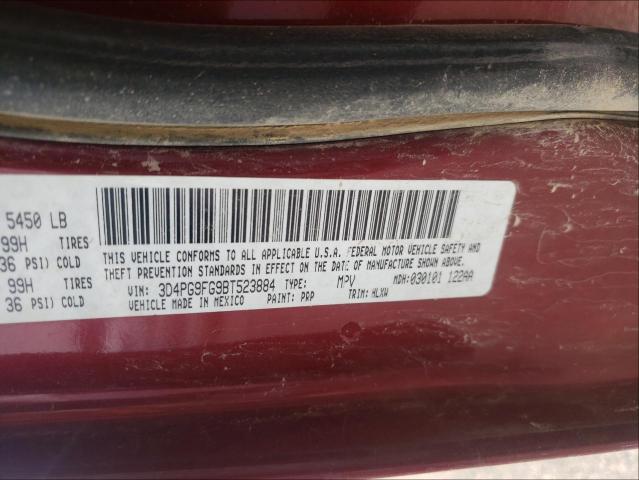 5450 LB
99H TIRES
36 PSI) COLD
99H TIRES
36 PSI) COLD
THIS VEHICLE CONFORMS TO ALL APPLICABLE U.S.A. FEDERAL MOTOR VEHICLE SAFETY AND
THEFT PREVENTION STANDARDS IN EFFECT ON THE DATE OF MANUFACTURE SHOWN ABOVE.
VIN: 3D4PG9FG9BT523884 TYPE: MPV MDH:030101 122AA
VEHICLE MADE IN MEXICO PAINT: PRP TRIM: HLXW